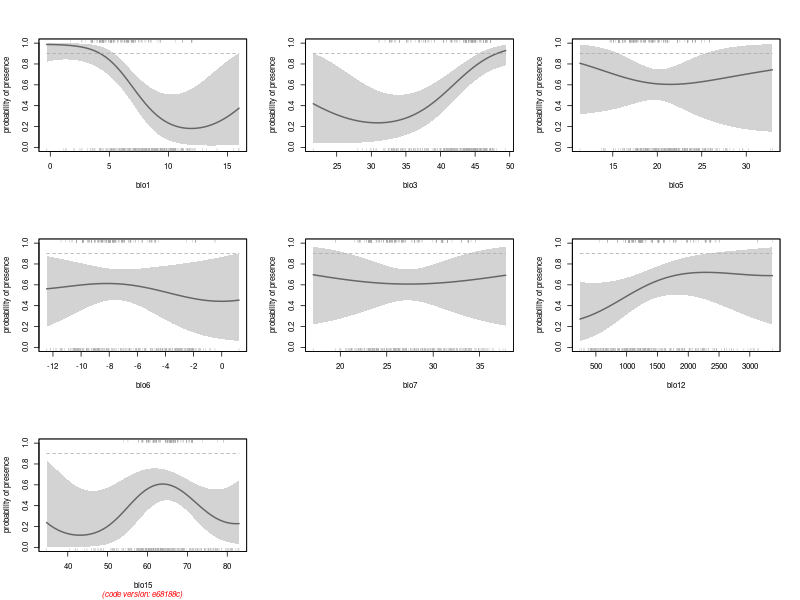 probability of presence
0.0 0.2 0.4 0.6 0.8 1.0
0 5 10 15
bio1
probability of presence
0.0 0.2 0.4 0.6 0.8 1.0
25 30 35 40 45 50
bio3
probability of presence
0.0 0.2 0.4 0.6 0.8 1.0
15 20 25 30
bio5
probability of presence
0.0 0.2 0.4 0.6 0.8 1.0
-12 -10 -8 -6 -4 -2 0
bio6
probability of presence
0.0 0.2 0.4 0.6 0.8 1.0
20 25 30 35
bio7
probability of presence
0.0 0.2 0.4 0.6 0.8 1.0
500 1000 1500 2000 2500 3000
bio12
probability of presence
0.0 0.2 0.4 0.6 0.8 1.0
40 50 60 70 80
bio15
(code version: e68188c)